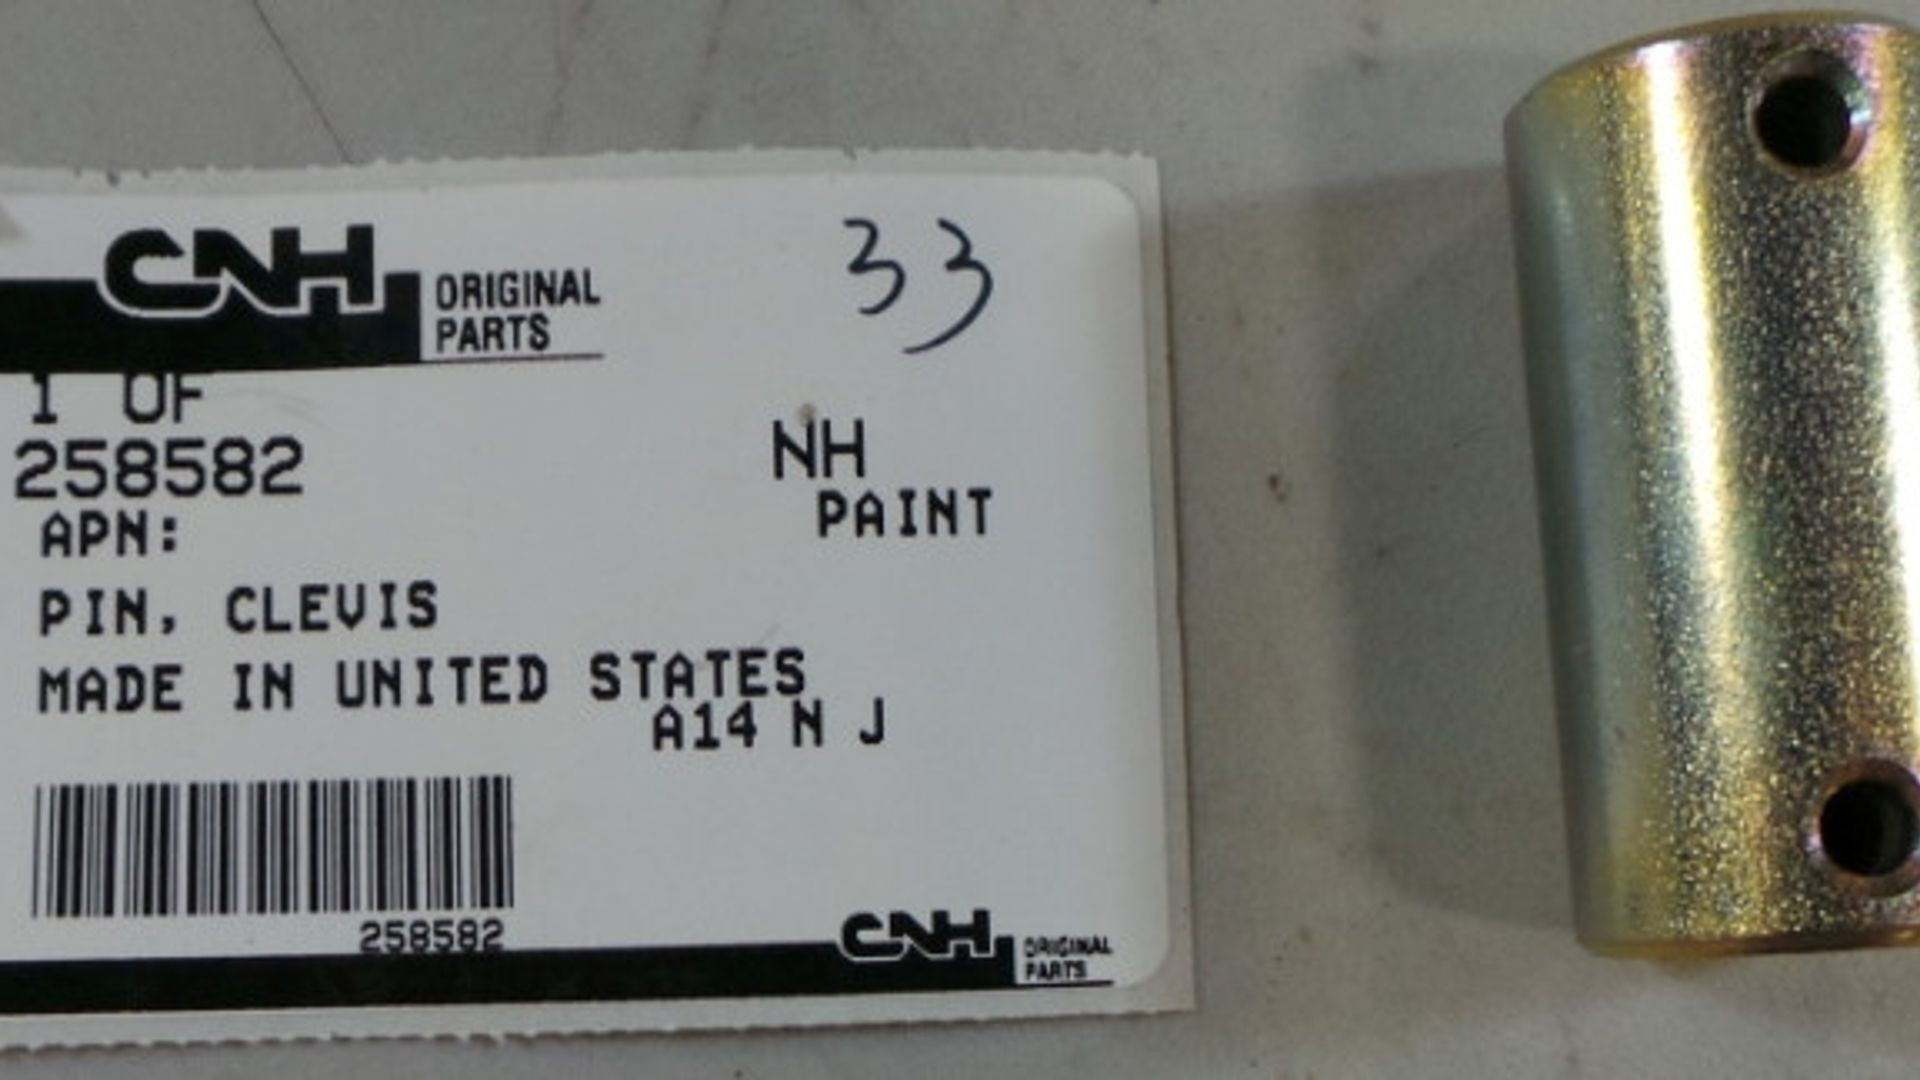 CNH ORIGINAL
PARTS
33
1 OF
258582
NH
APN:
PAINT
PIN, CLEVIS
MADE IN UNITED STATES
A14 N J
258582
CNH ORIGINAL
PARTS